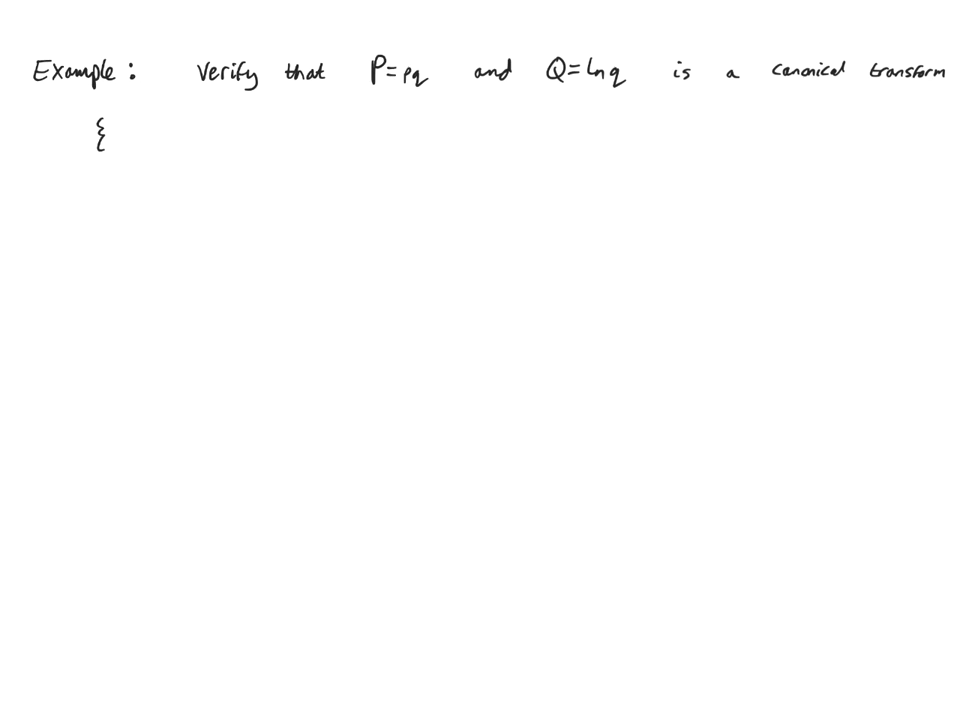 Example : Verify that P=pq and Q=ln q is a canonical transform
{